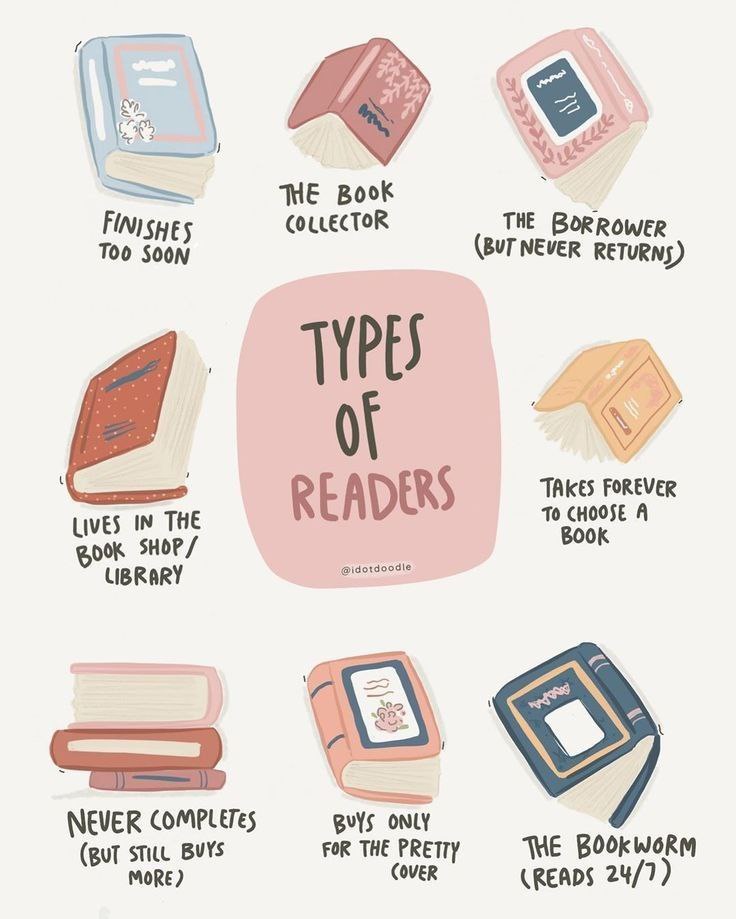 FINISHES
TOO SOON
THE BOOK
COLLECTOR
THE BORROWER
(BUT NEVER RETURNS)
TYPES
OF
READERS
@idotdoodle
LIVES IN THE
BOOK SHOP/
LIBRARY
TAKES FOREVER
TO CHOOSE A
BOOK
NEVER COMPLETES
(BUT STILL BUYS
MORE)
BUYS ONLY
FOR THE PRETTY
COVER
THE BOOKWORM
(READS 24/7)